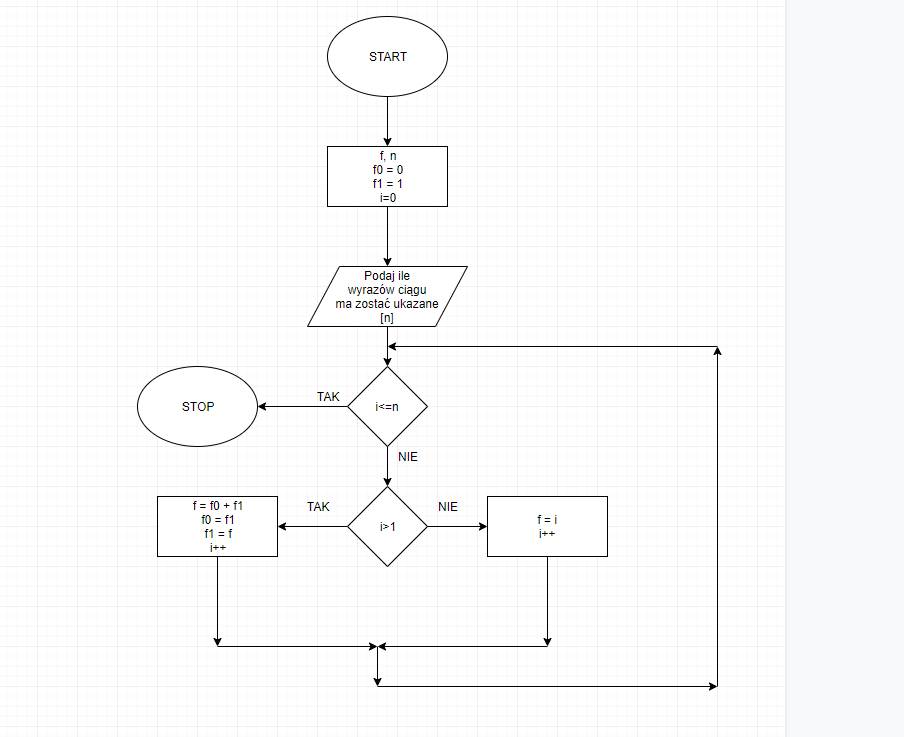 START
f, n
f0 = 0
f1 = 1
i=0
Podaj ile
wyrazów ciągu
ma zostać ukazane
[n]
STOP
TAK
i<=n
NIE
f = f0 + f1
f0 = f1
f1 = f
i++
TAK
i>1
NIE
f = i
i++